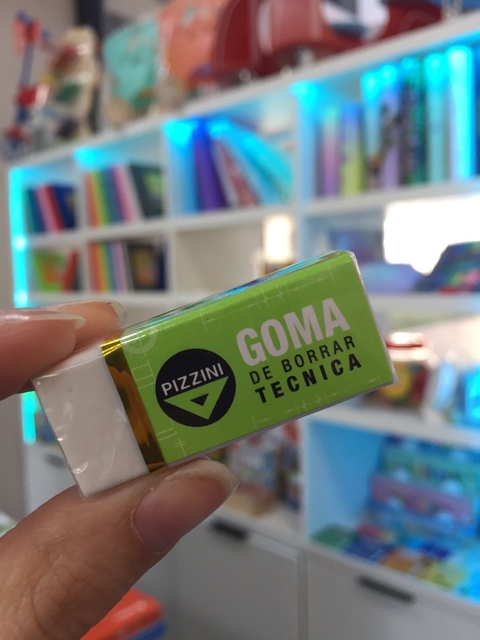 PIZZINI
GOMA
DE BORRAR
TECNICA